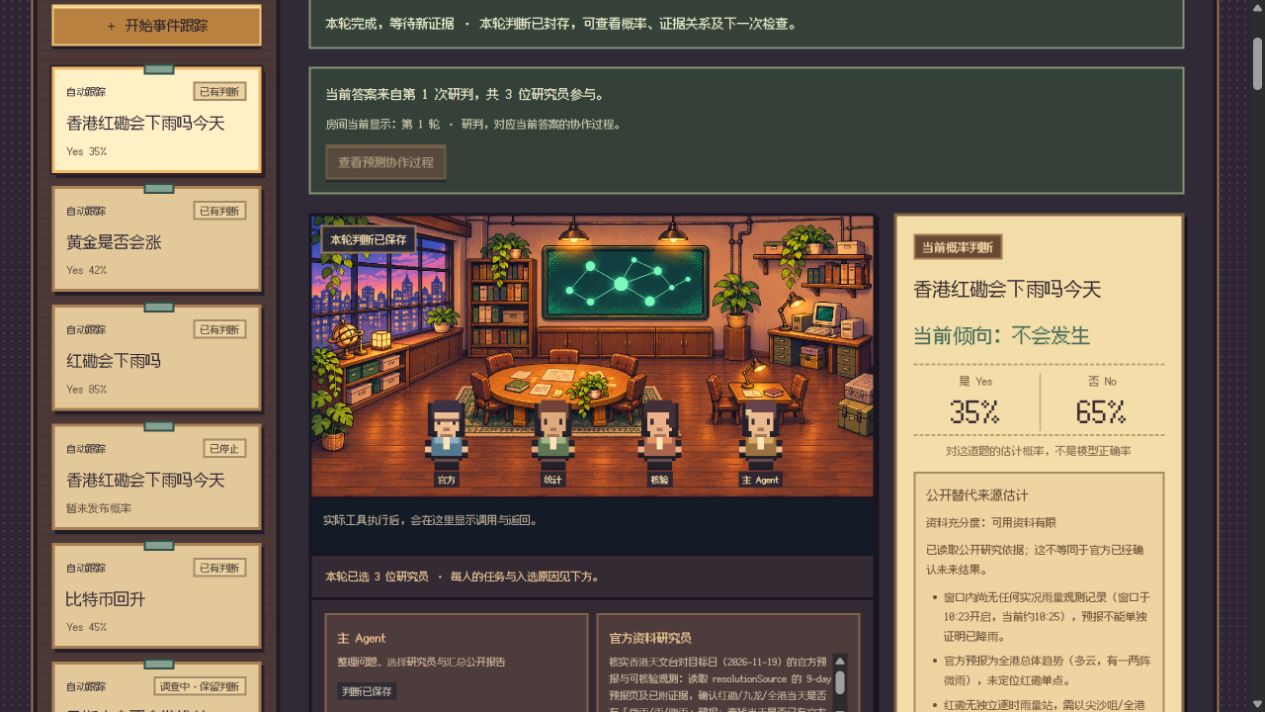 + 开始事件跟踪
自动跟踪
已有判断
香港红磡会下雨吗今天
Yes 35%
自动跟踪
已有判断
黄金是否会涨
Yes 42%
自动跟踪
已有判断
红磡会下雨吗
Yes 85%
自动跟踪
已停止
香港红磡会下雨吗今天
暂未发布概率
自动跟踪
已有判断
比特币回升
Yes 45%
自动跟踪
调查中 · 保留判断
本轮完成，等待新证据 · 本轮判断已封存，可查看概率、证据关系及下一次检查。
当前答案来自第 1 次研判，共 3 位研究员参与。
房间当前显示：第 1 轮 · 研判，对应当前答案的协作过程。
查看预测协作过程
本轮判断已保存
官方
统计
核验
主 Agent
实际工具执行后，会在这里显示调用与返回。
本轮已选 3 位研究员 · 每人的任务与入选原因见下方。
主 Agent
整理问题、选择研究员与汇总公开报告
判断已保存
官方资料研究员
核实香港天文台对目标日（2026-11-19）的官方预
报与可核验观测：读取 resolutionSource 的 9-day
预报页及已附证据，确认红磡/九龙/全港当天是否
当前概率判断
香港红磡会下雨吗今天
当前倾向：不会发生
是 Yes
否 No
35%
65%
对这道题的估计概率，不是模型正确率
公开替代来源估计
资料充分度：可用资料有限
已读取公开研究依据；这不等同于官方已经确
认未来结果。
• 窗口内尚无任何实况雨量观测记录（窗口于
10:23开启，当前约10:25），预报不能单独
证明已降雨。
• 官方预报为全港总体趋势（多云，有一两阵
微雨），未定位红磡单点。
• 红磡无独立逐时雨量站，需以尖沙咀/全港